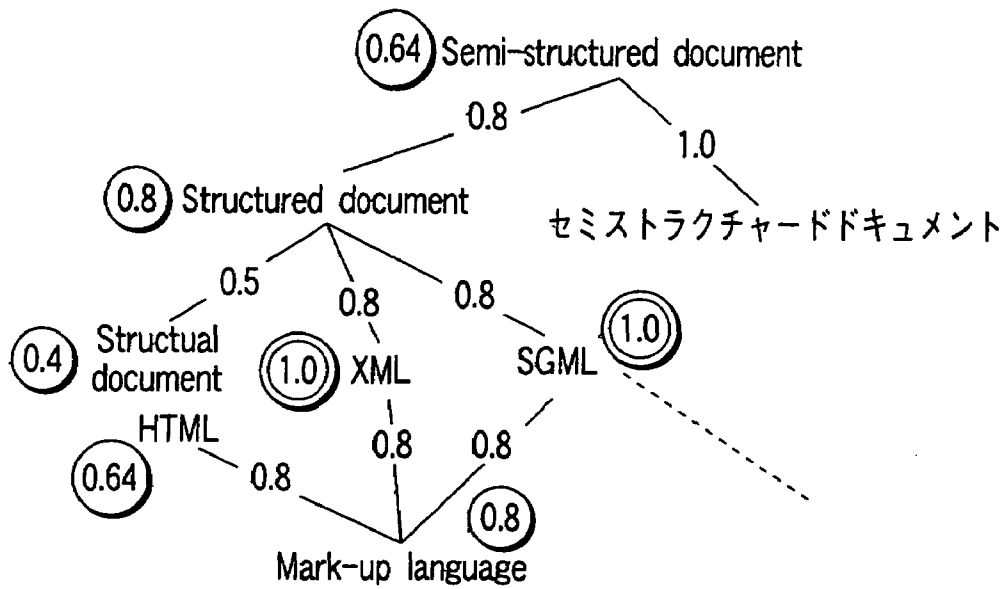 0.64 Semi-structured document
0.8
1.0
0.8 Structured document
セミストラクチャードドキュメント
0.5
0.8
0.8
1.0
0.4
Structual
document
1.0 XML
SGML
HTML
0.8
0.8
0.64
0.8
0.8
Mark-up language